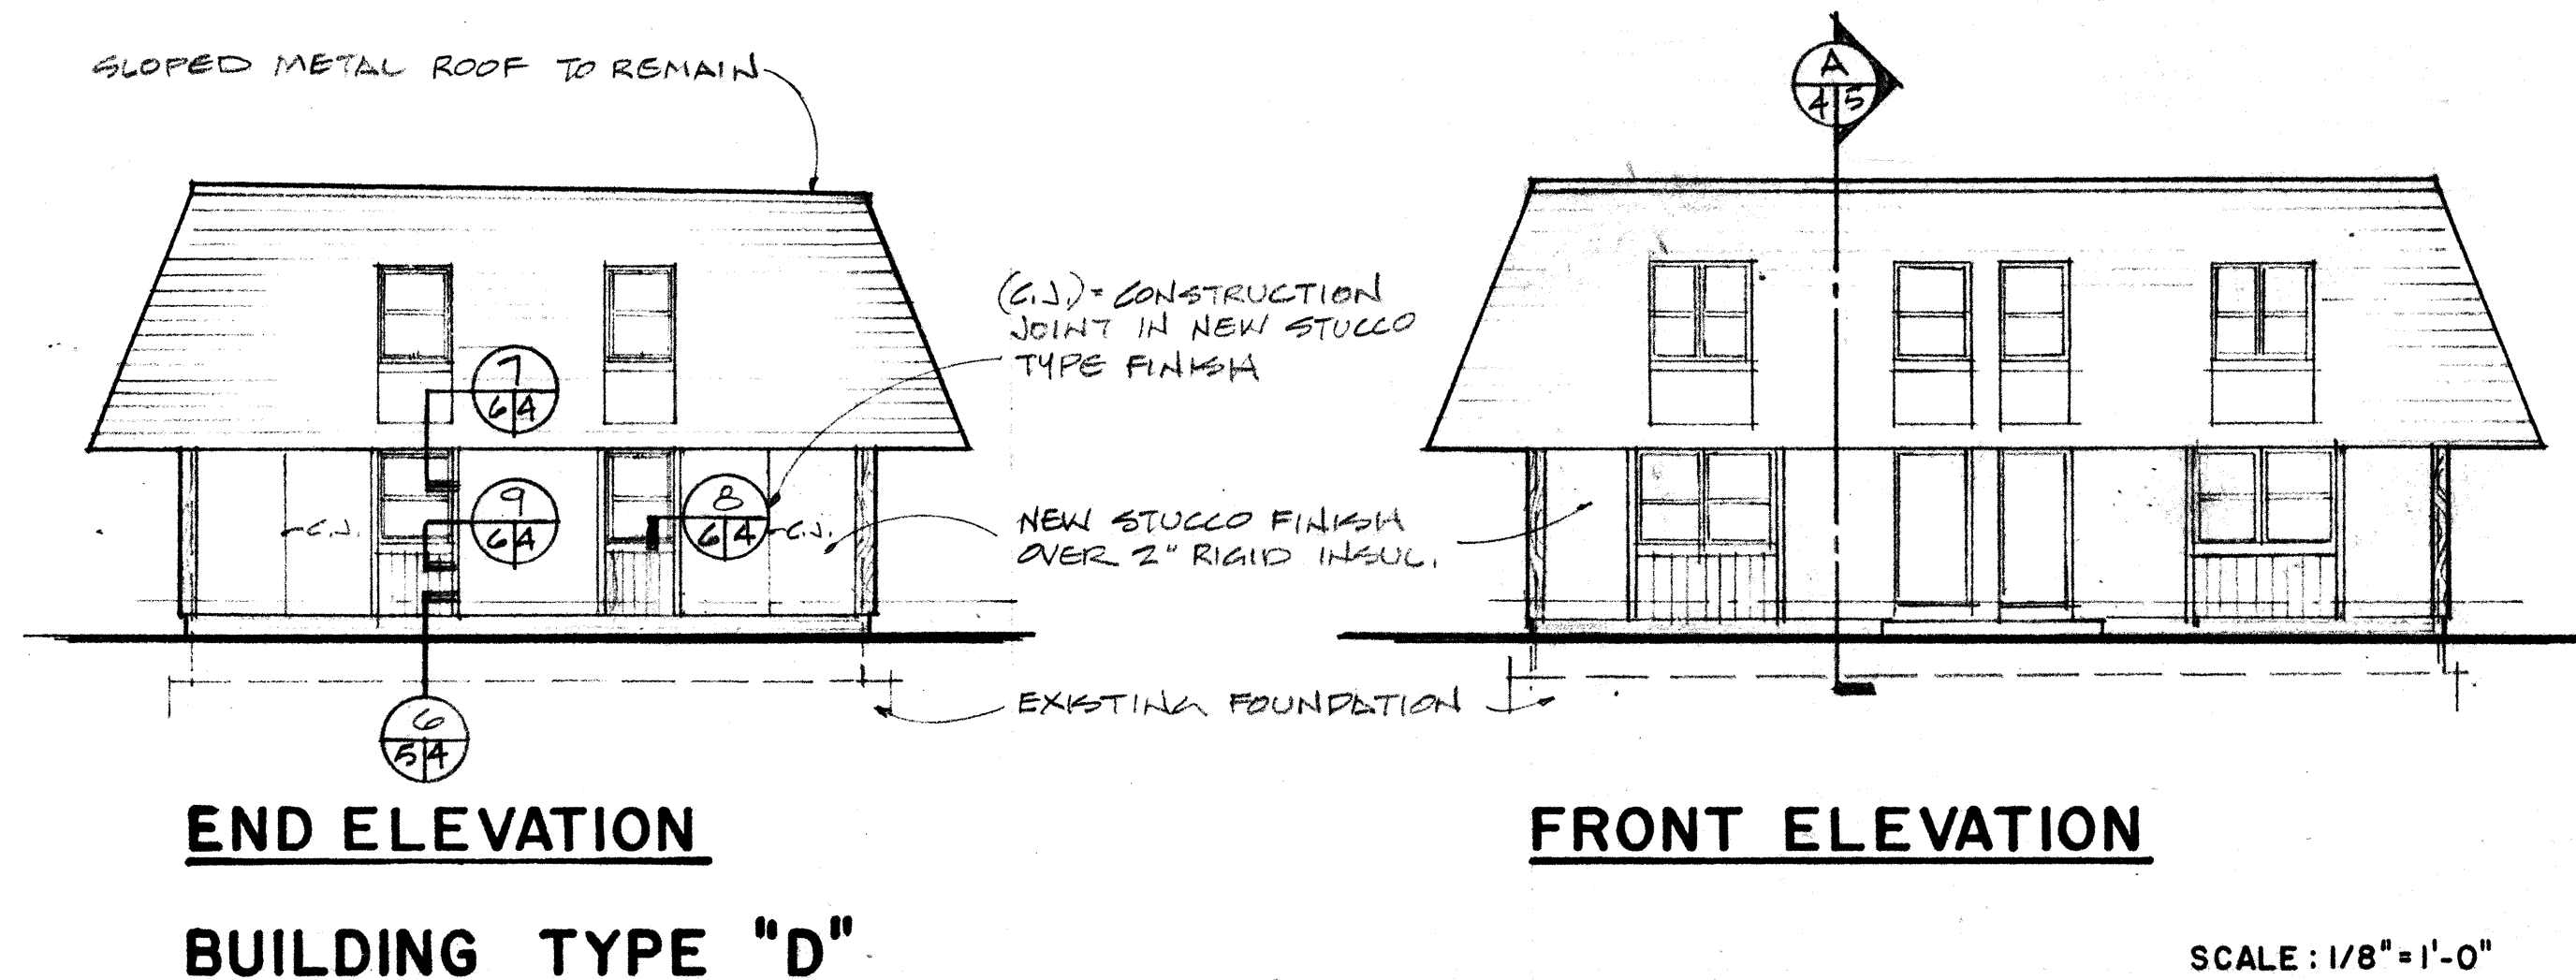 SLOPED METAL ROOF TO REMAIN
A
4 5
(C.J.) = CONSTRUCTION
JOINT IN NEW STUCCO
TYPE FINISH
7
6 4
9
6 4
8
6 4
C.J.
C.J.
NEW STUCCO FINISH
OVER 2" RIGID INSUL.
EXISTING FOUNDATION
6
5 4
END ELEVATION
FRONT ELEVATION
BUILDING TYPE "D"
SCALE : 1/8" = 1'-0"